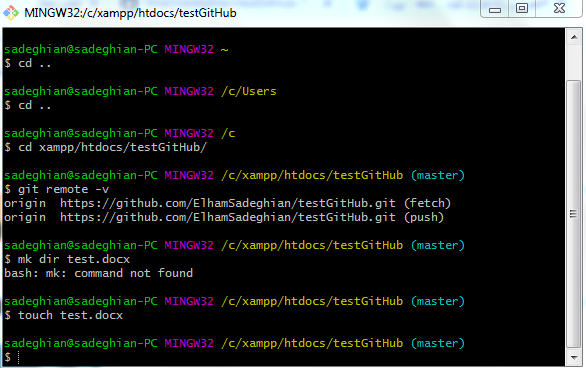 MINGW32:/c/xampp/htdocs/testGitHub
sadeghian@sadeghian-PC MINGW32 ~
$ cd ..
sadeghian@sadeghian-PC MINGW32 /c/Users
$ cd ..
sadeghian@sadeghian-PC MINGW32 /c
$ cd xampp/htdocs/testGitHub/
sadeghian@sadeghian-PC MINGW32 /c/xampp/htdocs/testGitHub (master)
$ git remote -v
origin  https://github.com/ElhamSadeghian/testGitHub.git (fetch)
origin  https://github.com/ElhamSadeghian/testGitHub.git (push)
sadeghian@sadeghian-PC MINGW32 /c/xampp/htdocs/testGitHub (master)
$ mk dir test.docx
bash: mk: command not found
sadeghian@sadeghian-PC MINGW32 /c/xampp/htdocs/testGitHub (master)
$ touch test.docx
sadeghian@sadeghian-PC MINGW32 /c/xampp/htdocs/testGitHub (master)
$